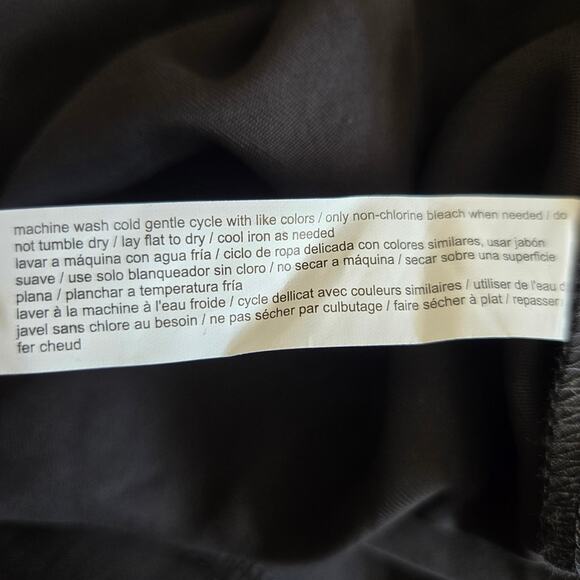 machine wash cold gentle cycle with like colors / only non-chlorine bleach when needed / do
not tumble dry / lay flat to dry / cool iron as needed
lavar a máquina con agua fría / ciclo de ropa delicada con colores similares, usar jabón
suave / use solo blanqueador sin cloro / no secar a máquina / secar sobre una superficie
plana / planchar a temperatura fría
laver à la machine à l'eau froide / cycle dellicat avec couleurs similaires / utiliser de l'eau d
javel sans chlore au besoin / ne pas sécher par culbutage / faire sécher à plat / repasser
fer cheud